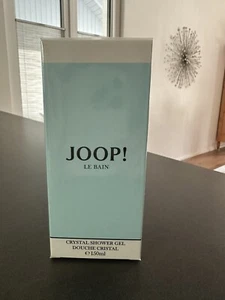 JOOP!
LE BAIN
CRYSTAL SHOWER GEL
DOUCHE CRISTAL
℮150ml